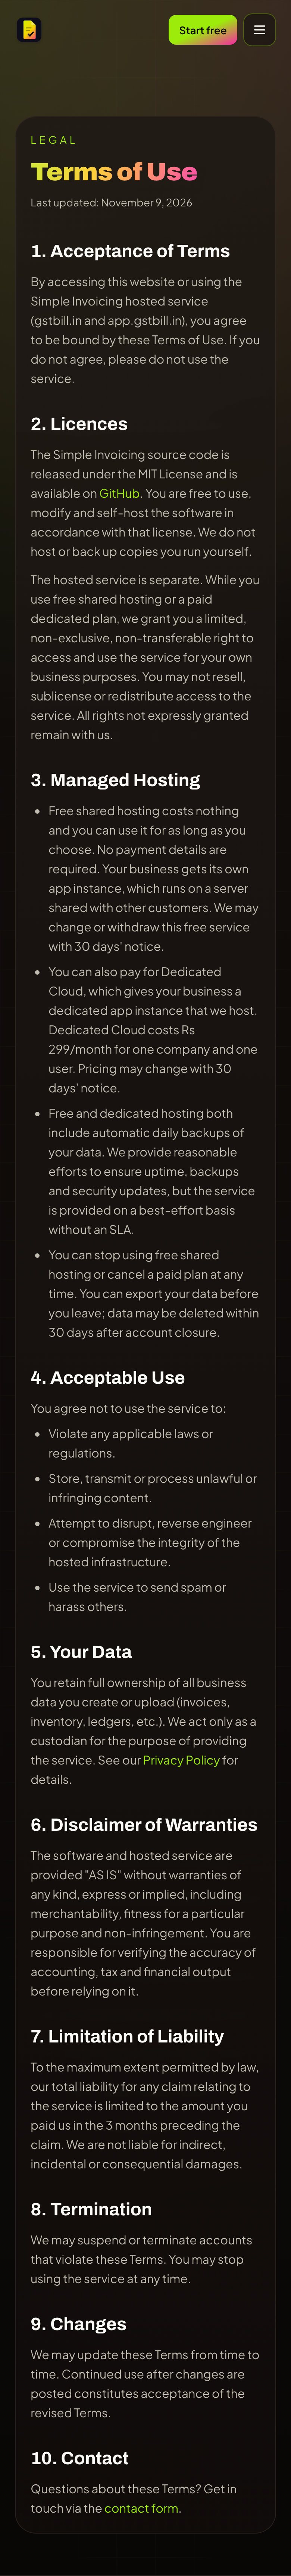 Start free
LEGAL
Terms of Use
Last updated: November 9, 2026
1. Acceptance of Terms
By accessing this website or using the
Simple Invoicing hosted service
(gstbill.in and app.gstbill.in), you agree
to be bound by these Terms of Use. If you
do not agree, please do not use the
service.
2. Licences
The Simple Invoicing source code is
released under the MIT License and is
available on GitHub. You are free to use,
modify and self-host the software in
accordance with that license. We do not
host or back up copies you run yourself.
The hosted service is separate. While you
use free shared hosting or a paid
dedicated plan, we grant you a limited,
non-exclusive, non-transferable right to
access and use the service for your own
business purposes. You may not resell,
sublicense or redistribute access to the
service. All rights not expressly granted
remain with us.
3. Managed Hosting
• Free shared hosting costs nothing
and you can use it for as long as you
choose. No payment details are
required. Your business gets its own
app instance, which runs on a server
shared with other customers. We may
change or withdraw this free service
with 30 days' notice.
• You can also pay for Dedicated
Cloud, which gives your business a
dedicated app instance that we host.
Dedicated Cloud costs Rs
299/month for one company and one
user. Pricing may change with 30
days' notice.
• Free and dedicated hosting both
include automatic daily backups of
your data. We provide reasonable
efforts to ensure uptime, backups
and security updates, but the service
is provided on a best-effort basis
without an SLA.
• You can stop using free shared
hosting or cancel a paid plan at any
time. You can export your data before
you leave; data may be deleted within
30 days after account closure.
4. Acceptable Use
You agree not to use the service to:
• Violate any applicable laws or
regulations.
• Store, transmit or process unlawful or
infringing content.
• Attempt to disrupt, reverse engineer
or compromise the integrity of the
hosted infrastructure.
• Use the service to send spam or
harass others.
5. Your Data
You retain full ownership of all business
data you create or upload (invoices,
inventory, ledgers, etc.). We act only as a
custodian for the purpose of providing
the service. See our Privacy Policy for
details.
6. Disclaimer of Warranties
The software and hosted service are
provided "AS IS" without warranties of
any kind, express or implied, including
merchantability, fitness for a particular
purpose and non-infringement. You are
responsible for verifying the accuracy of
accounting, tax and financial output
before relying on it.
7. Limitation of Liability
To the maximum extent permitted by law,
our total liability for any claim relating to
the service is limited to the amount you
paid us in the 3 months preceding the
claim. We are not liable for indirect,
incidental or consequential damages.
8. Termination
We may suspend or terminate accounts
that violate these Terms. You may stop
using the service at any time.
9. Changes
We may update these Terms from time to
time. Continued use after changes are
posted constitutes acceptance of the
revised Terms.
10. Contact
Questions about these Terms? Get in
touch via the contact form.